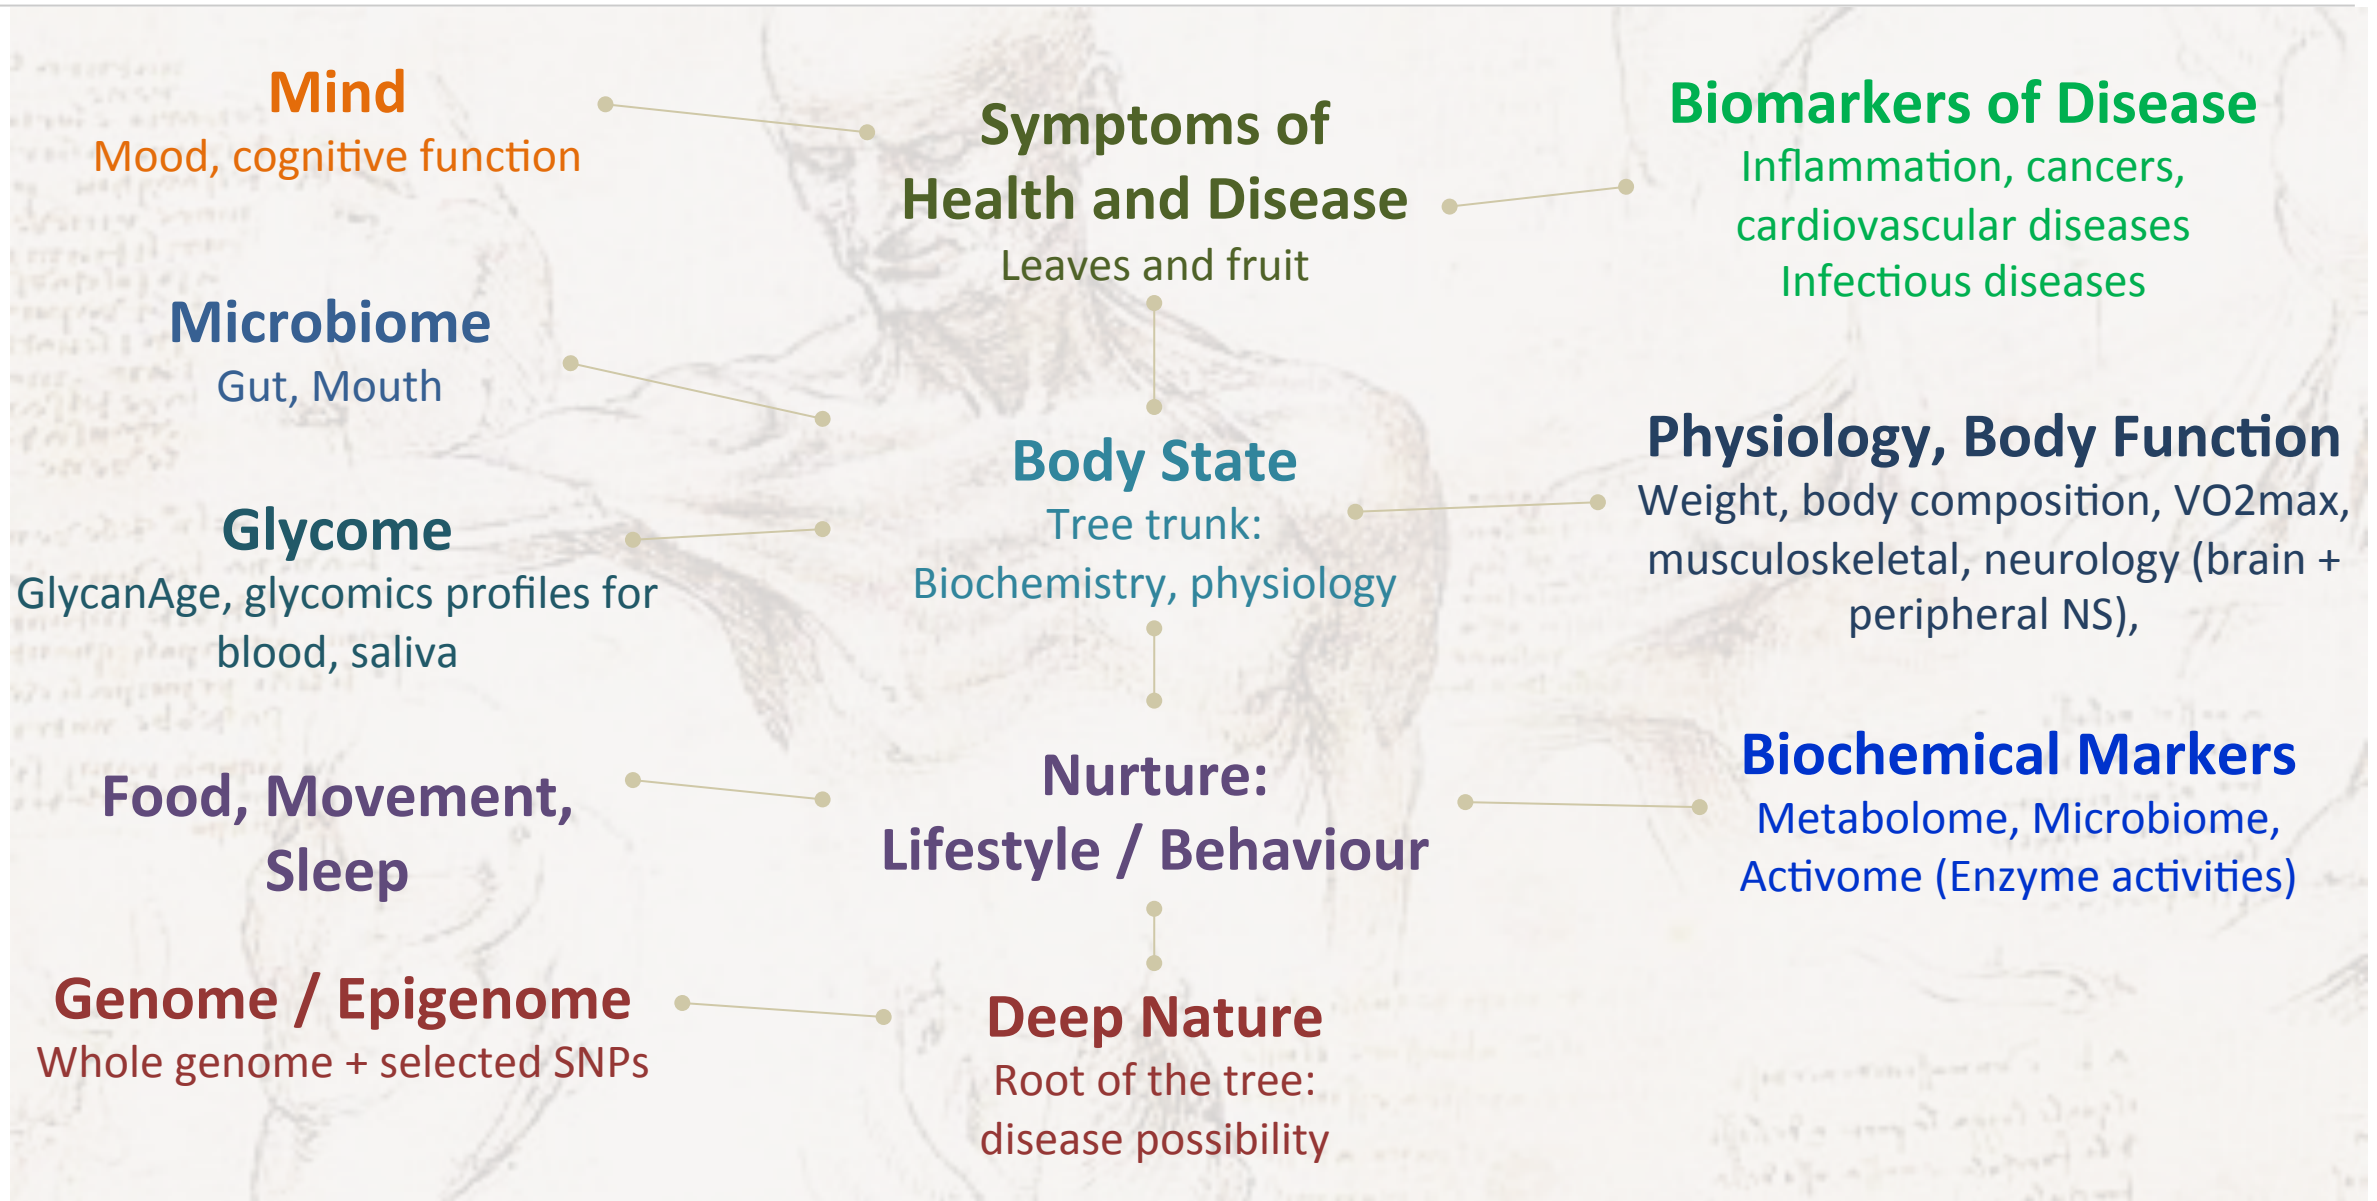 Mind
Mood, cognitive function
Microbiome
Gut, Mouth
Glycome
GlycanAge, glycomics profiles for
blood, saliva
Food, Movement,
Sleep
Genome / Epigenome
Whole genome + selected SNPs
Symptoms of
Health and Disease
Leaves and fruit
Body State
Tree trunk:
Biochemistry, physiology
Nurture:
Lifestyle / Behaviour
Deep Nature
Root of the tree:
disease possibility
Biomarkers of Disease
Inflammation, cancers,
cardiovascular diseases
Infectious diseases
Physiology, Body Function
Weight, body composition, VO2max,
musculoskeletal, neurology (brain +
peripheral NS),
Biochemical Markers
Metabolome, Microbiome,
Activome (Enzyme activities)